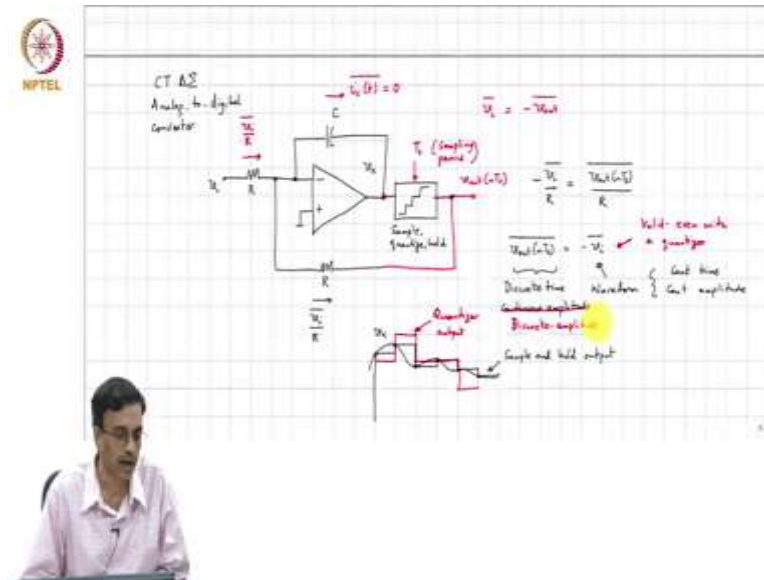 NPTEL
CT ΔΣ
Analog-to-digital
Converter
i_c(t) = 0
C
v_i = -v_out
v_i
R
v_i
R
v_x
T_s (Sampling
period)
v_out(nT_s)
Sample,
quantize, hold
R
v_i
R
-v_i/R = v_out(nT_s)/R
v_out(nT_s) = -v_i
Valid- even with
a quantizer
Discrete time
Waveform { Cont time
Cont amplitude
Continuous amplitude
Discrete-amplitude
v_x
Quantizer
output
Sample and hold output